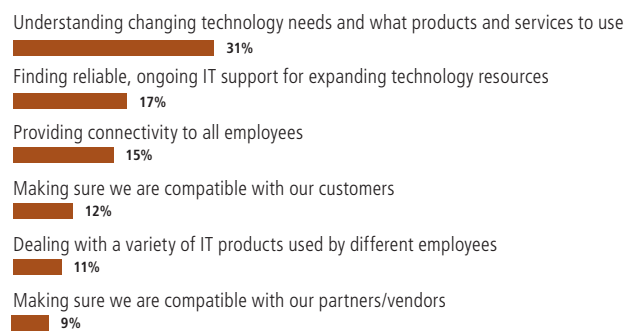 Understanding changing technology needs and what products and services to use
31%
Finding reliable, ongoing IT support for expanding technology resources
17%
Providing connectivity to all employees
15%
Making sure we are compatible with our customers
12%
Dealing with a variety of IT products used by different employees
11%
Making sure we are compatible with our partners/vendors
9%